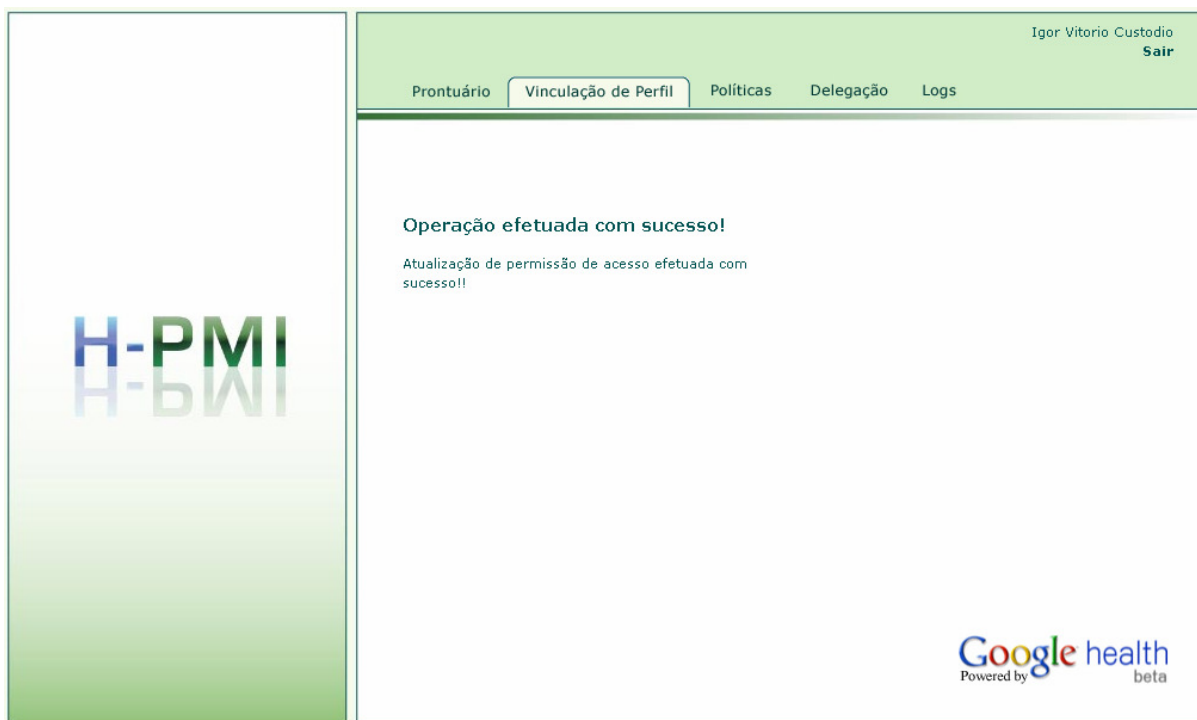 Igor Vitorio Custodio
Sair
Prontuário Vinculação de Perfil Políticas Delegação Logs
Operação efetuada com sucesso!
Atualização de permissão de acesso efetuada com
sucesso!!
H-PMI
Google health
Powered by beta